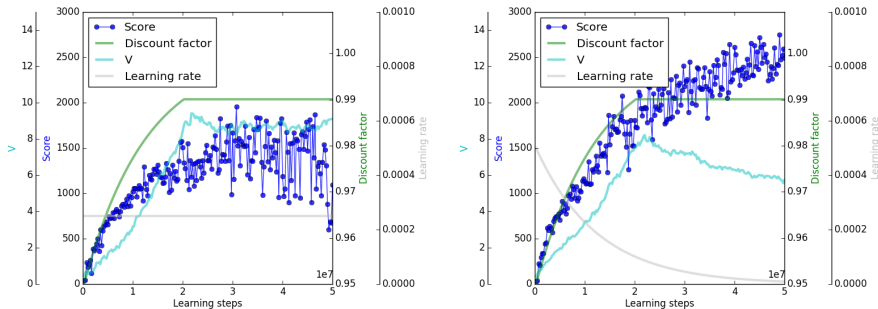 3000
2500
2000
1500
1000
500
0
14
12
10
8
6
4
2
0
V
Score
Score
Discount factor
V
Learning rate
1.00
0.99
0.98
0.97
0.96
0.95
Discount factor
0.0010
0.0008
0.0006
0.0004
0.0002
0.0000
Learning rate
0 1 2 3 4 5
1e7
Learning steps
3000
2500
2000
1500
1000
500
0
14
12
10
8
6
4
2
0
V
Score
Score
Discount factor
V
Learning rate
1.00
0.99
0.98
0.97
0.96
0.95
Discount factor
0.0010
0.0008
0.0006
0.0004
0.0002
0.0000
Learning rate
0 1 2 3 4 5
1e7
Learning steps